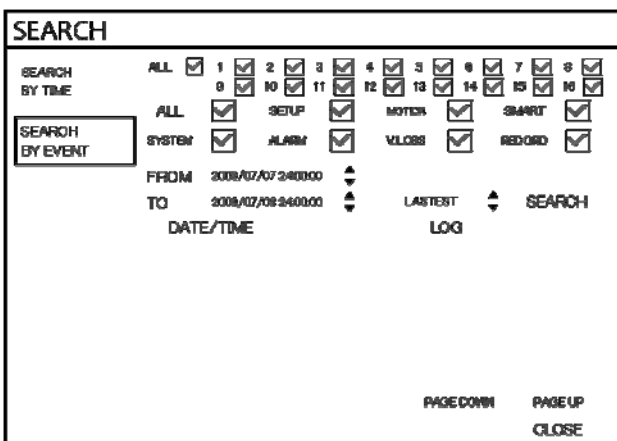 SEARCH
SEARCH
BY TIME
ALL 1 2 3 4 5 6 7 8
9 10 11 12 13 14 15 16
ALL SETUP MOTION SMART
SEARCH
BY EVENT
SYSTEM ALARM V.LOSS RECORD
FROM 2009/07/07 24:00:00
TO 2009/07/08 24:00:00 LASTEST SEARCH
DATE/TIME LOG
PAGE DOWN PAGE UP
CLOSE